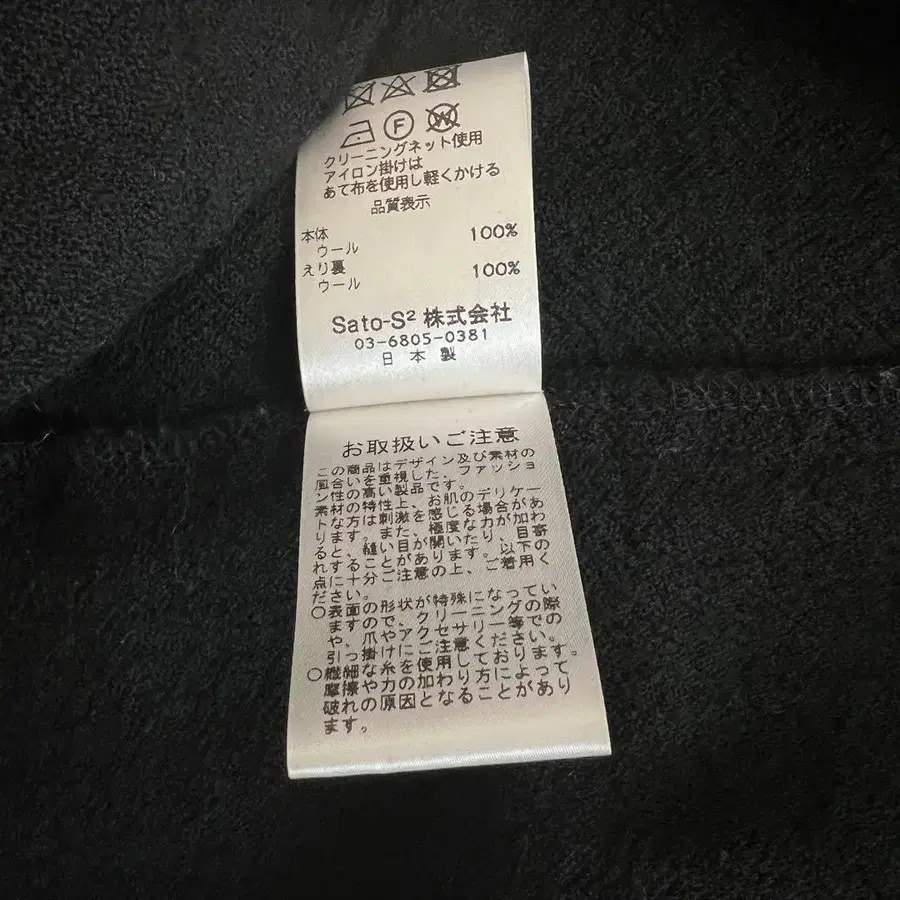 F W
クリーニングネット使用
アイロン掛けは
あて布を使用し軽くかける
品質表示
本体
ウール 100%
えり裏
ウール 100%
Sato-S² 株式会社
03-6805-0381
日本製
お取扱いご注意
この商品はデザイン及び素材の
風合いを重視した、ファッショ
ン性の高い製品です。
素材の特性上、お肌のデリケー
トな方は刺激を感じる場合があ
ります。また、極度な力が加わ
ると、縫い目が開いたり、目寄
れすることがあります。以下の
点に十分ご注意の上、ご着用く
ださい。
○表面の形状が特殊になってい
ますので、クリーニングの際
や、爪やアクセサリー等での
引っ掛けにご注意ください。
○繊細な糸を使用しております。
摩擦や力の加わり方によって
破れの原因となることがあり
ます。